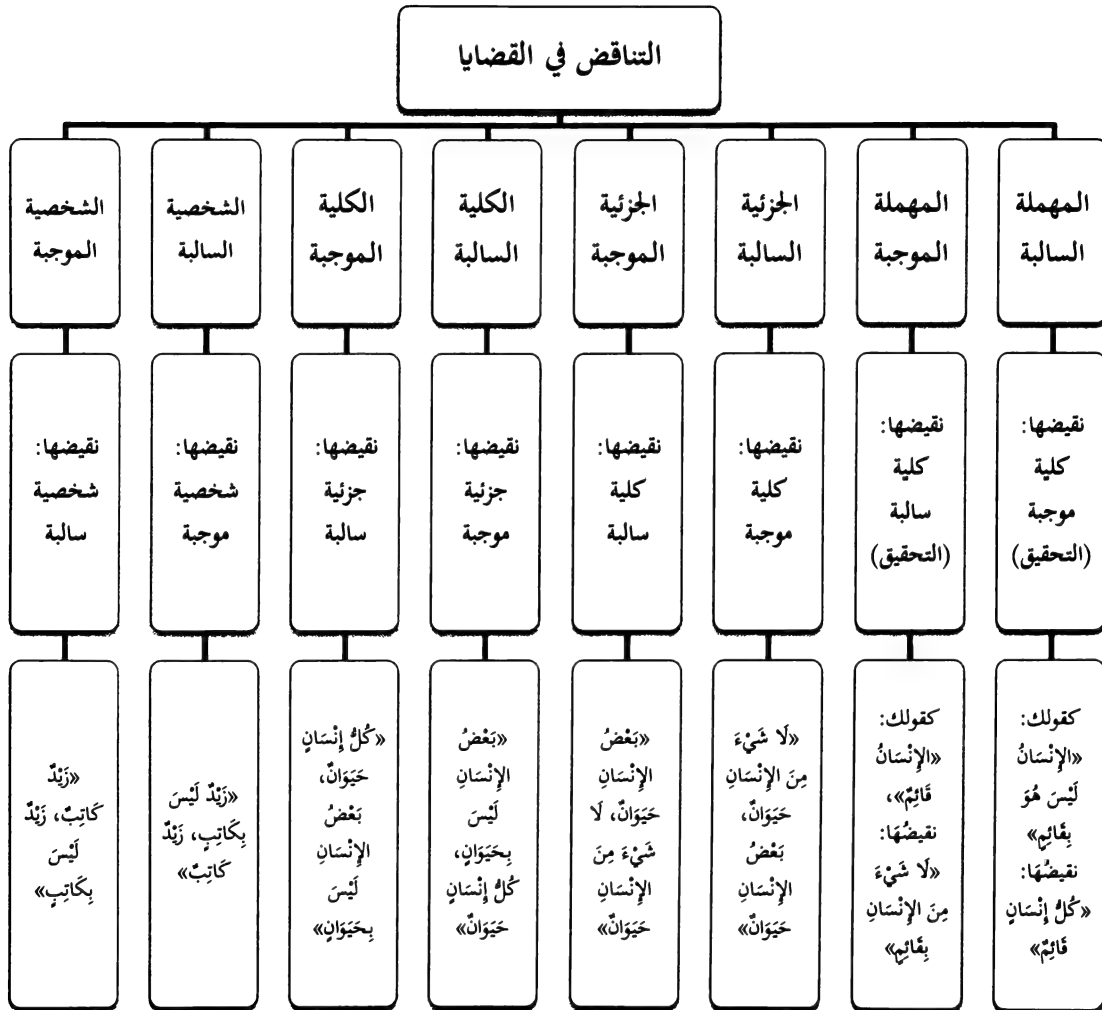 التناقض في القضايا
المهملة
السالبة
المهملة
الموجبة
الجزئية
السالبة
الجزئية
الموجبة
الكلية
السالبة
الكلية
الموجبة
الشخصية
السالبة
الشخصية
الموجبة
نقيضها:
كلية
موجبة
(التحقيق)
نقيضها:
كلية
سالبة
(التحقيق)
نقيضها:
كلية
موجبة
نقيضها:
كلية
سالبة
نقيضها:
جزئية
موجبة
نقيضها:
جزئية
سالبة
نقيضها:
شخصية
موجبة
نقيضها:
شخصية
سالبة
كقولك:
«الإِنْسَانُ
لَيْسَ هُوَ
بِقَائِمٍ»
نقيضُهَا:
«كُلُّ إِنْسَانٍ
قَائِمٌ»
كقولك:
«الإِنْسَانُ
قَائِمٌ»،
نقيضُهَا:
«لَا شَيْءَ
مِنَ الإِنْسَانِ
بِقَائِمٍ»
«لَا شَيْءَ
مِنَ الإِنْسَانِ
حَيَوَانٌ،
بَعْضُ
الإِنْسَانِ
حَيَوَانٌ»
«بَعْضُ
الإِنْسَانِ
حَيَوَانٌ، لَا
شَيْءَ مِنَ
الإِنْسَانِ
حَيَوَانٌ»
«بَعْضُ
الإِنْسَانِ
لَيْسَ
بِحَيَوَانٍ،
كُلُّ إِنْسَانٍ
حَيَوَانٌ»
«كُلُّ إِنْسَانٍ
حَيَوَانٌ،
بَعْضُ
الإِنْسَانِ
لَيْسَ
بِحَيَوَانٍ»
«زَيْدٌ لَيْسَ
بِكَاتِبٍ، زَيْدٌ
كَاتِبٌ»
«زَيْدٌ
كَاتِبٌ، زَيْدٌ
لَيْسَ
بِكَاتِبٍ»